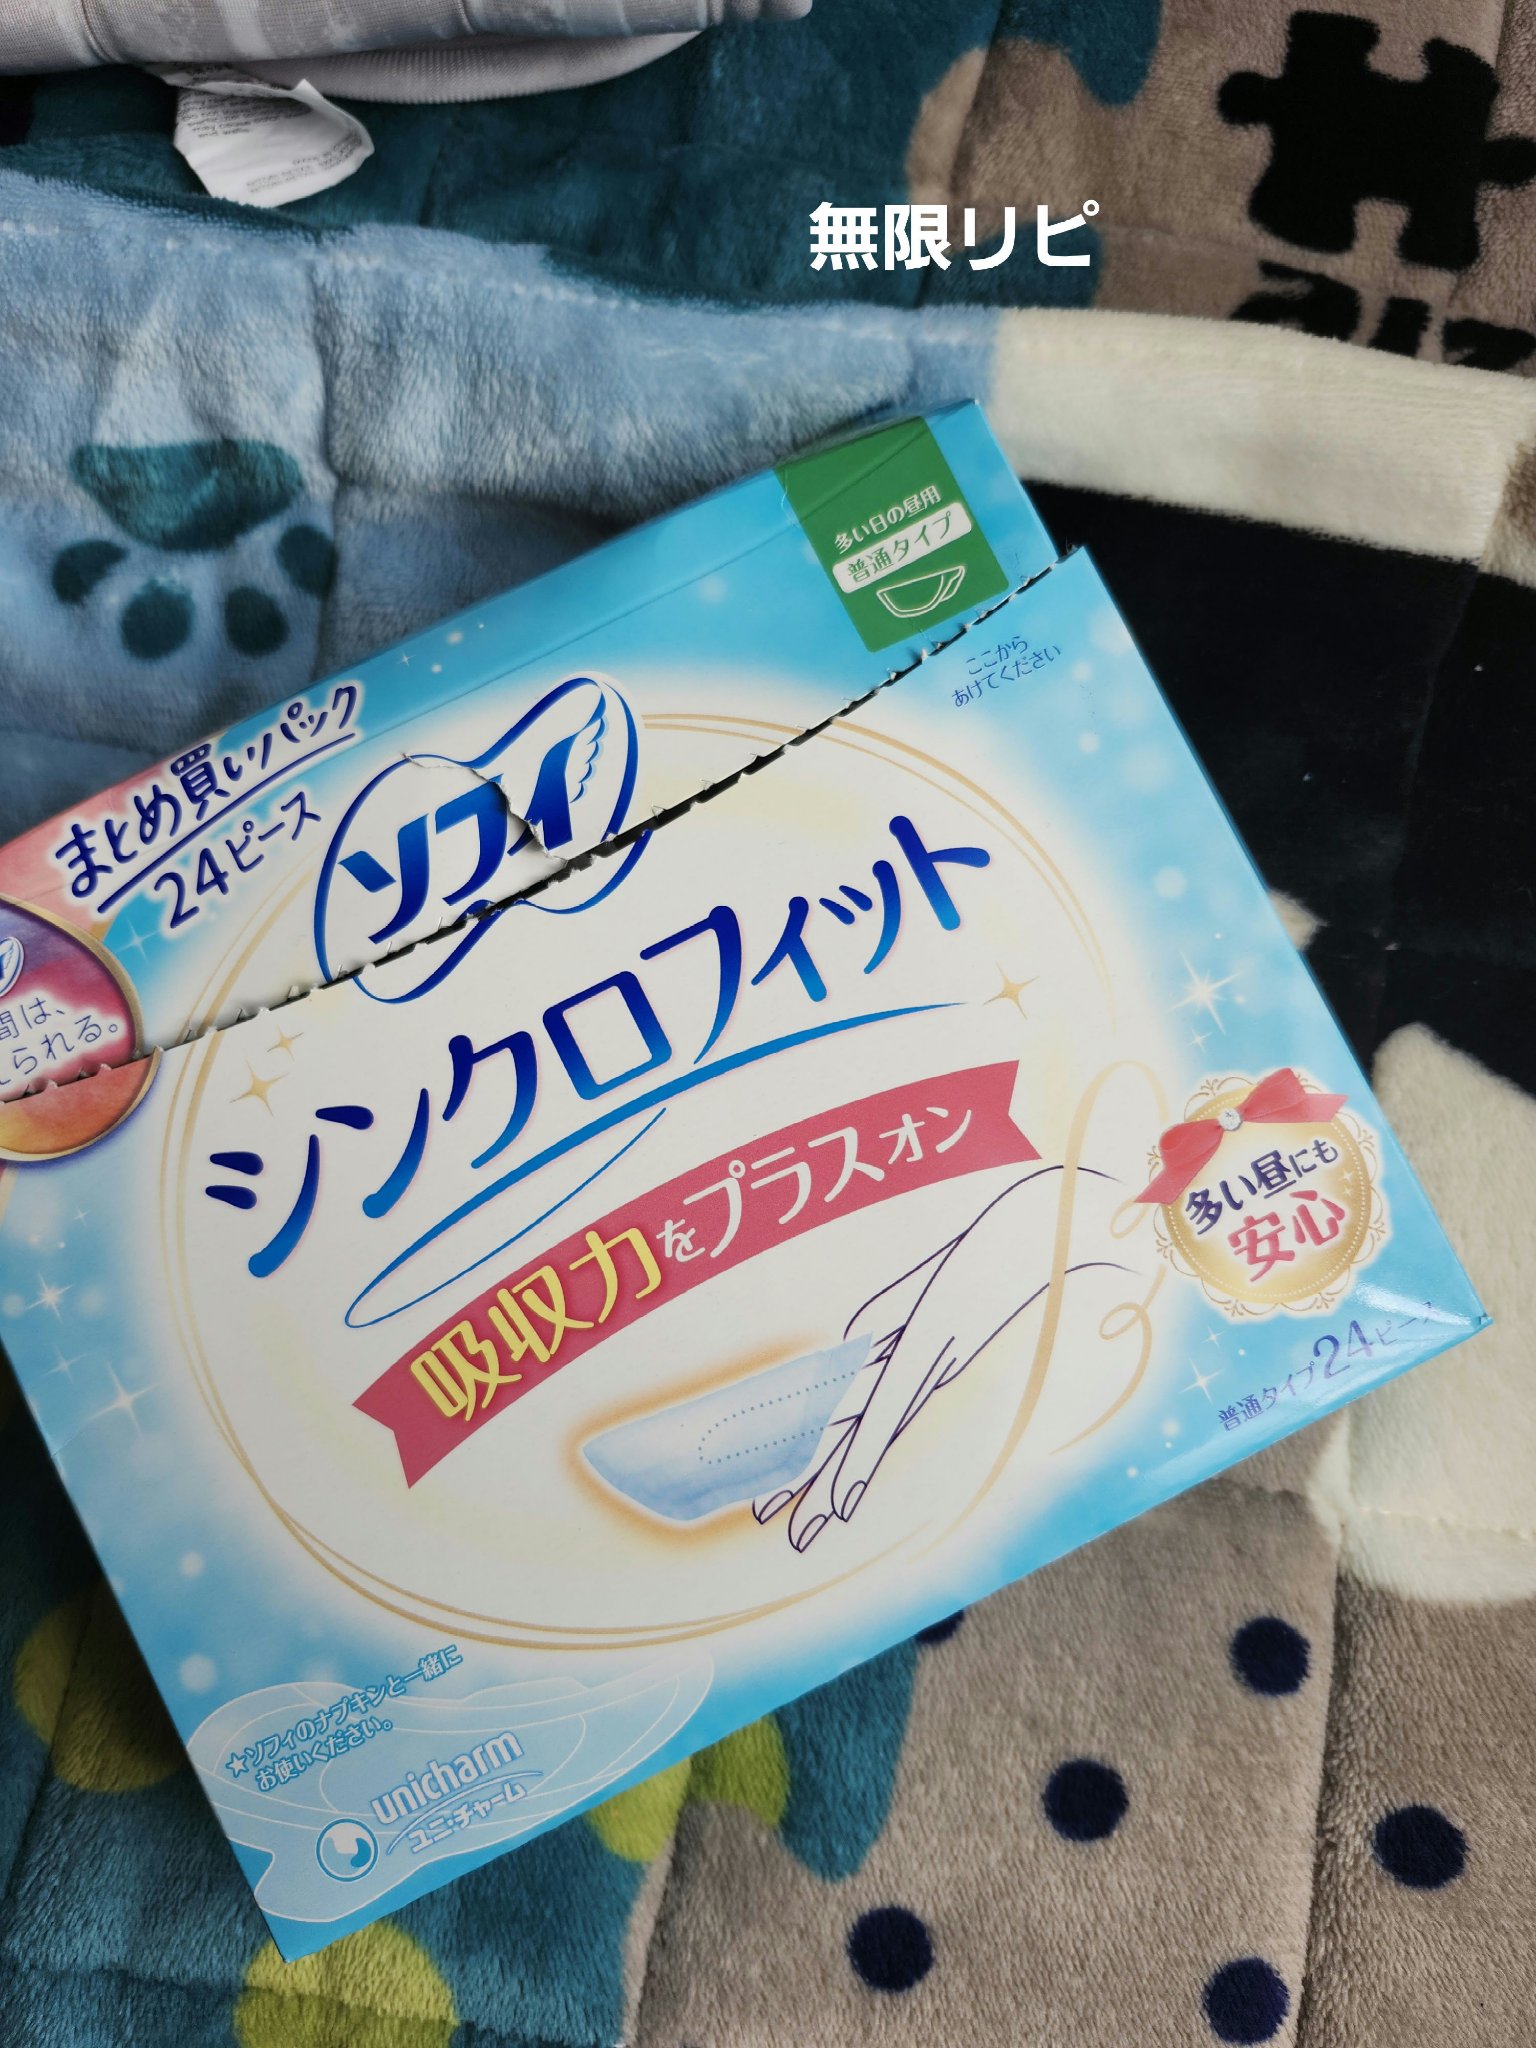 無限リピ
多い日の昼用
普通タイプ
ここから
あけてください
まとめ買いパック
24ピース
ソフィ
間は、
られる。
シンクロフィット
吸収力をプラスオン
多い昼にも
安心
普通タイプ24ピース
★ソフィのナプキンと一緒に
お使いください。
unicharm
ユニ・チャーム